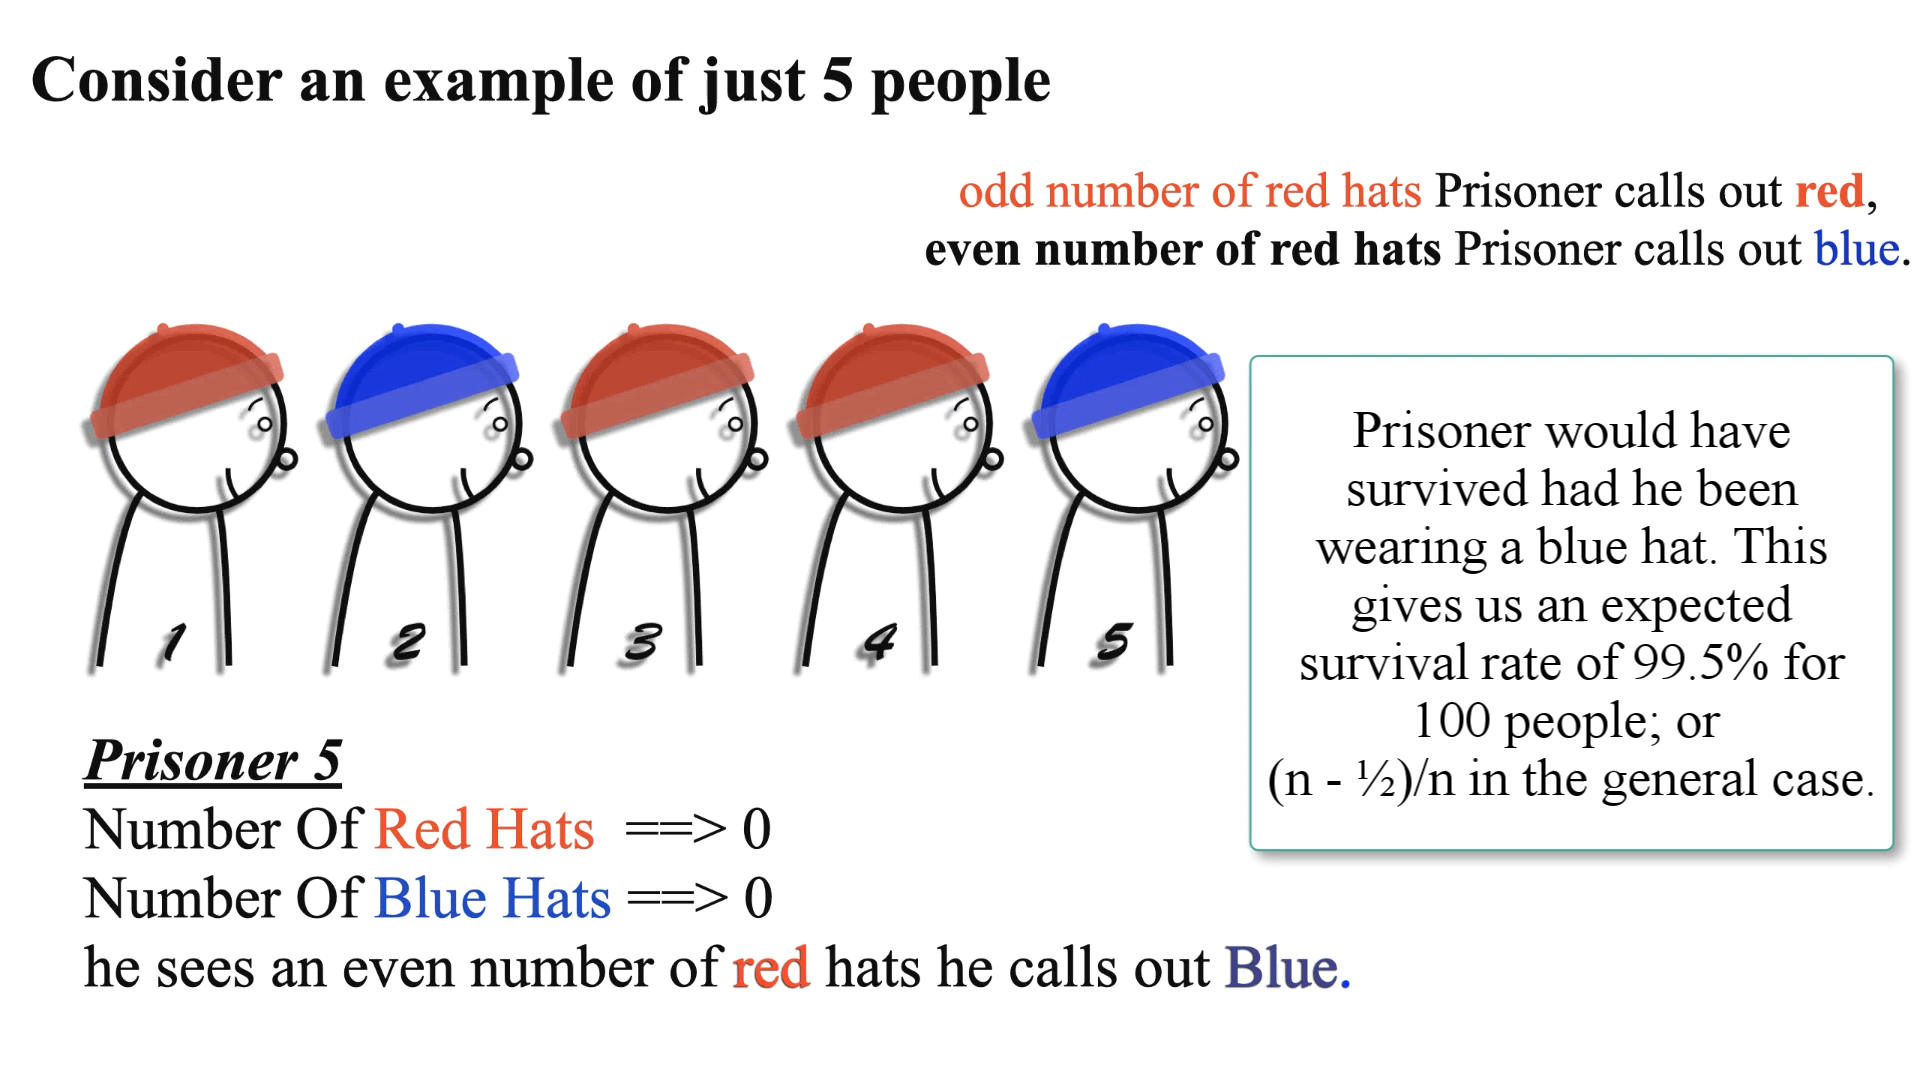 Consider an example of just 5 people
odd number of red hats Prisoner calls out red,
even number of red hats Prisoner calls out blue.
1 2 3 4 5
Prisoner would have
survived had he been
wearing a blue hat. This
gives us an expected
survival rate of 99.5% for
100 people; or
(n - ½)/n in the general case.
Prisoner 5
Number Of Red Hats ==> 0
Number Of Blue Hats ==> 0
he sees an even number of red hats he calls out Blue.